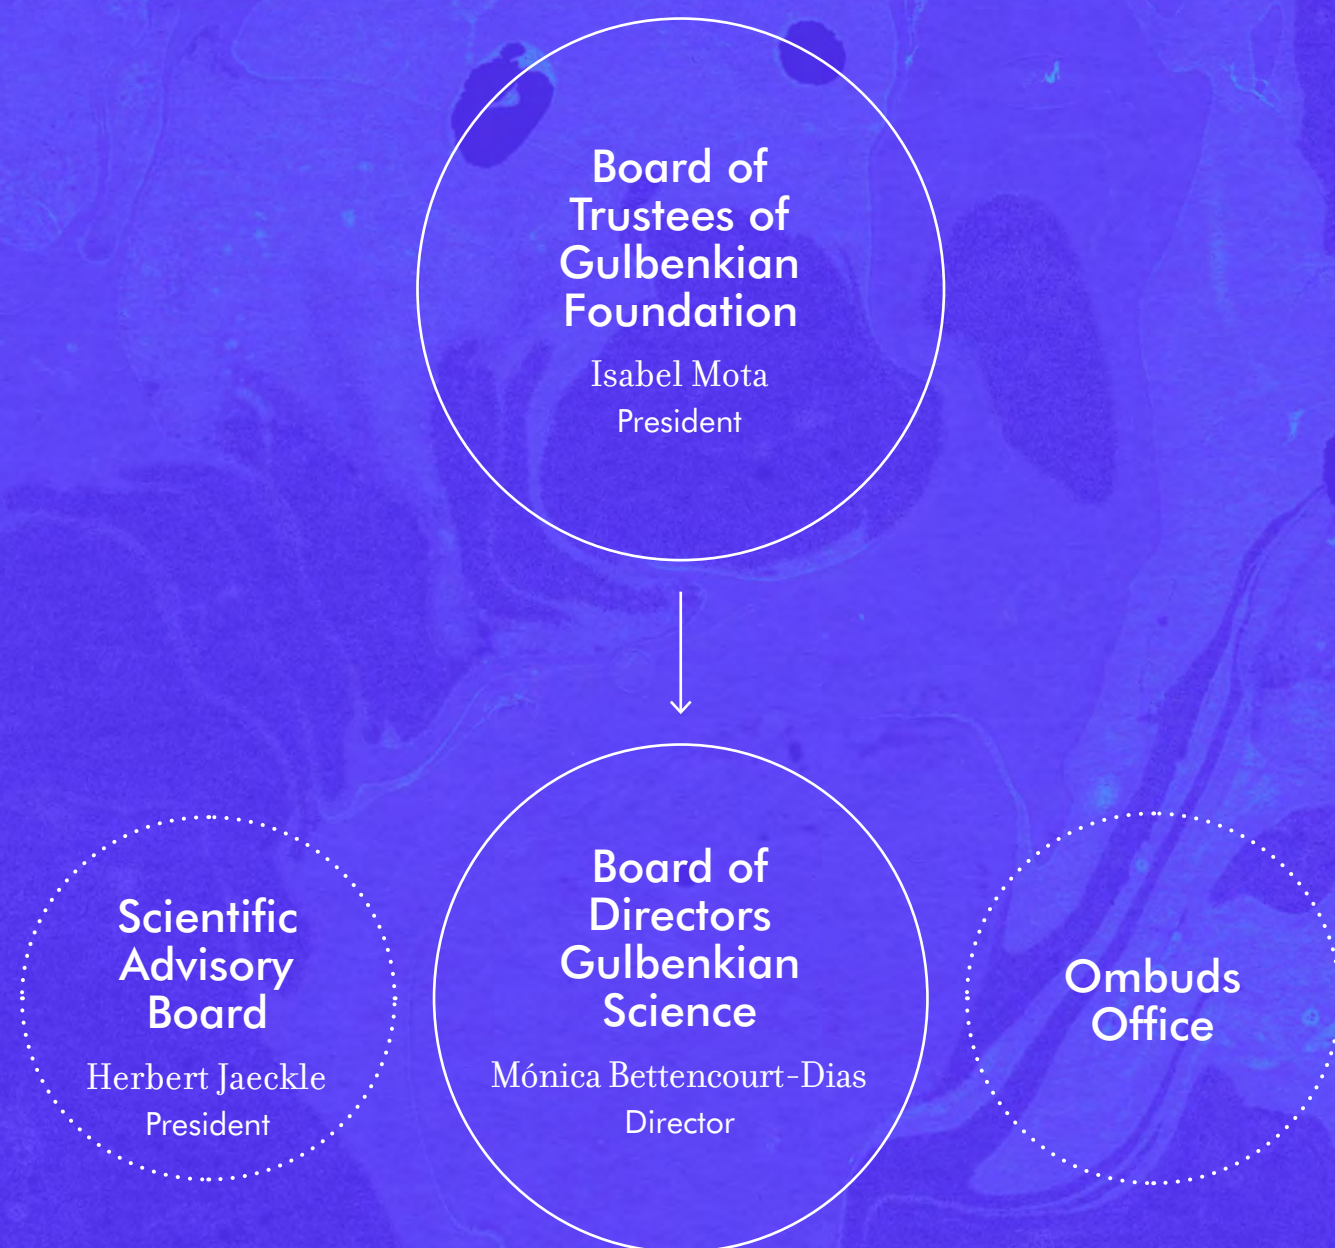 Board of
Trustees of
Gulbenkian
Foundation
Isabel Mota
President
Scientific
Advisory
Board
Herbert Jaeckle
President
Board of
Directors
Gulbenkian
Science
Mónica Bettencourt-Dias
Director
Ombuds
Office